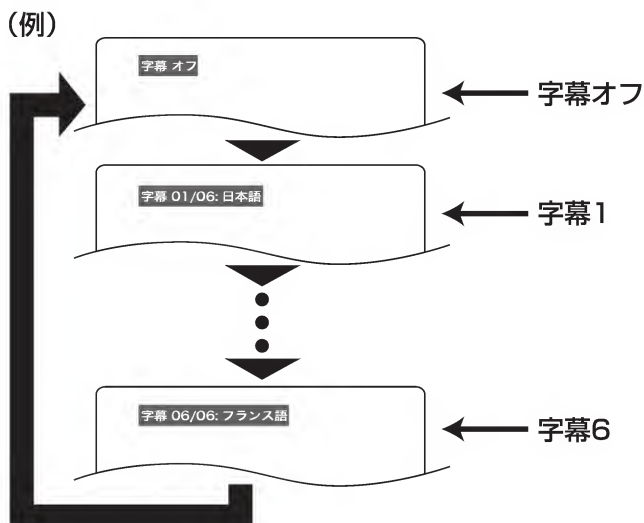 (例)
字幕 オフ
字幕オフ
字幕 01/06: 日本語
字幕1
字幕 06/06: フランス語
字幕6